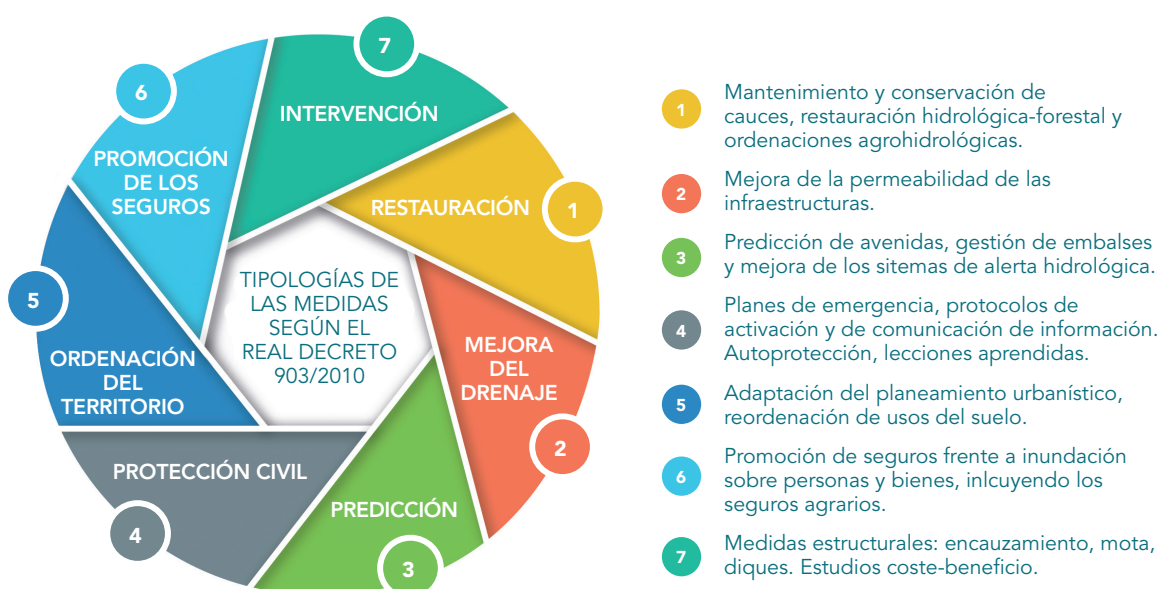 7
INTERVENCIÓN
6
PROMOCIÓN
DE LOS
SEGUROS
RESTAURACIÓN
1
TIPOLOGÍAS DE
LAS MEDIDAS
SEGÚN EL
REAL DECRETO
903/2010
5
ORDENACIÓN
DEL
TERRITORIO
MEJORA
DEL
DRENAJE
2
PROTECCIÓN CIVIL
4
PREDICCIÓN
3
1
Mantenimiento y conservación de
cauces, restauración hidrológica-forestal y
ordenaciones agrohidrológicas.
2
Mejora de la permeabilidad de las
infraestructuras.
3
Predicción de avenidas, gestión de embalses
y mejora de los sitemas de alerta hidrológica.
4
Planes de emergencia, protocolos de
activación y de comunicación de información.
Autoprotección, lecciones aprendidas.
5
Adaptación del planeamiento urbanístico,
reordenación de usos del suelo.
6
Promoción de seguros frente a inundación
sobre personas y bienes, inlcuyendo los
seguros agrarios.
7
Medidas estructurales: encauzamiento, mota,
diques. Estudios coste-beneficio.